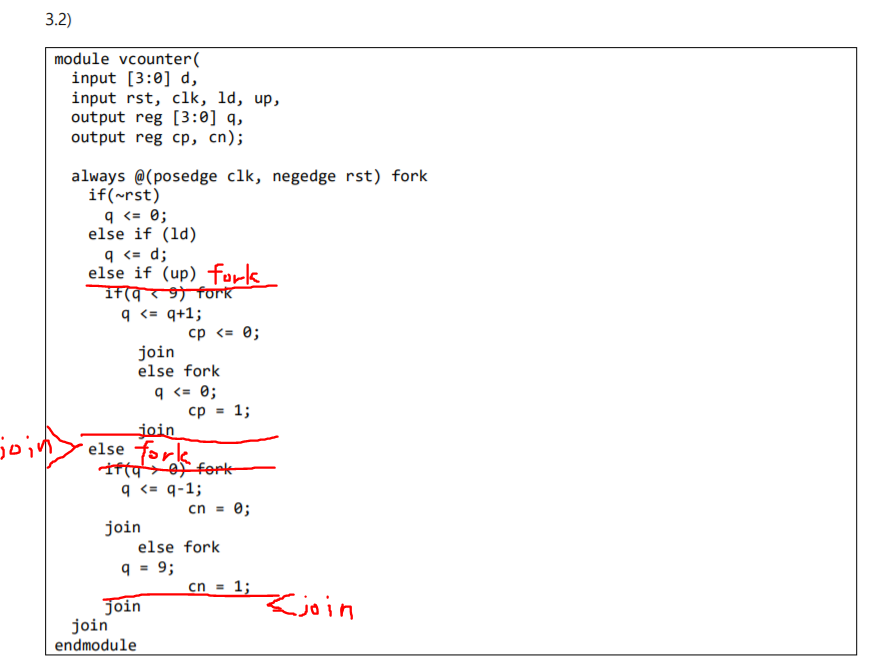 3.2)
module vcounter(
input [3:0] d,
input rst, clk, ld, up,
output reg [3:0] q,
output reg cp, cn);
always @(posedge clk, negedge rst) fork
if(~rst)
q <= 0;
else if (ld)
q <= d;
else if (up) fork
if(q < 9) fork
q <= q+1;
cp <= 0;
join
else fork
q <= 0;
cp = 1;
join
join
else fork
if(q > 0) fork
q <= q-1;
cn = 0;
join
else fork
q = 9;
cn = 1;
join
join
join
endmodule